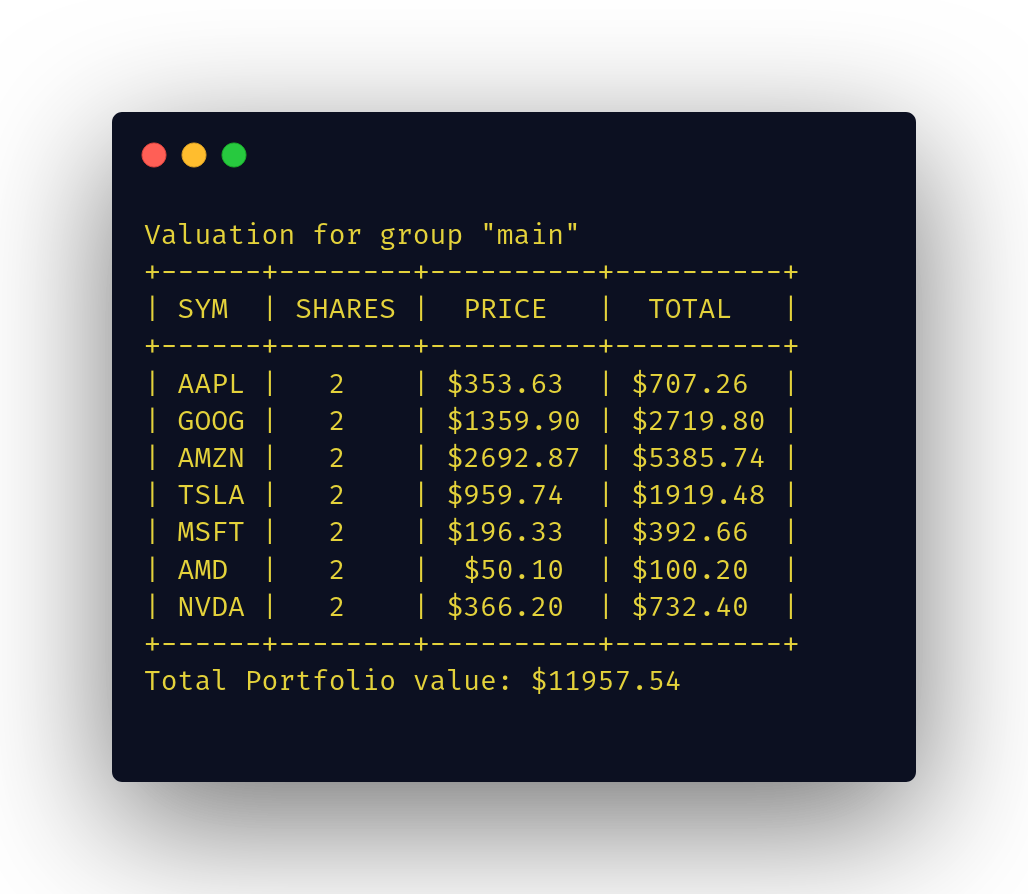 Valuation for group "main"
+------+--------+----------+----------+
| SYM  | SHARES |  PRICE   |  TOTAL   |
+------+--------+----------+----------+
| AAPL |   2    | $353.63  | $707.26  |
| GOOG |   2    | $1359.90 | $2719.80 |
| AMZN |   2    | $2692.87 | $5385.74 |
| TSLA |   2    | $959.74  | $1919.48 |
| MSFT |   2    | $196.33  | $392.66  |
| AMD  |   2    |  $50.10  | $100.20  |
| NVDA |   2    | $366.20  | $732.40  |
+------+--------+----------+----------+
Total Portfolio value: $11957.54